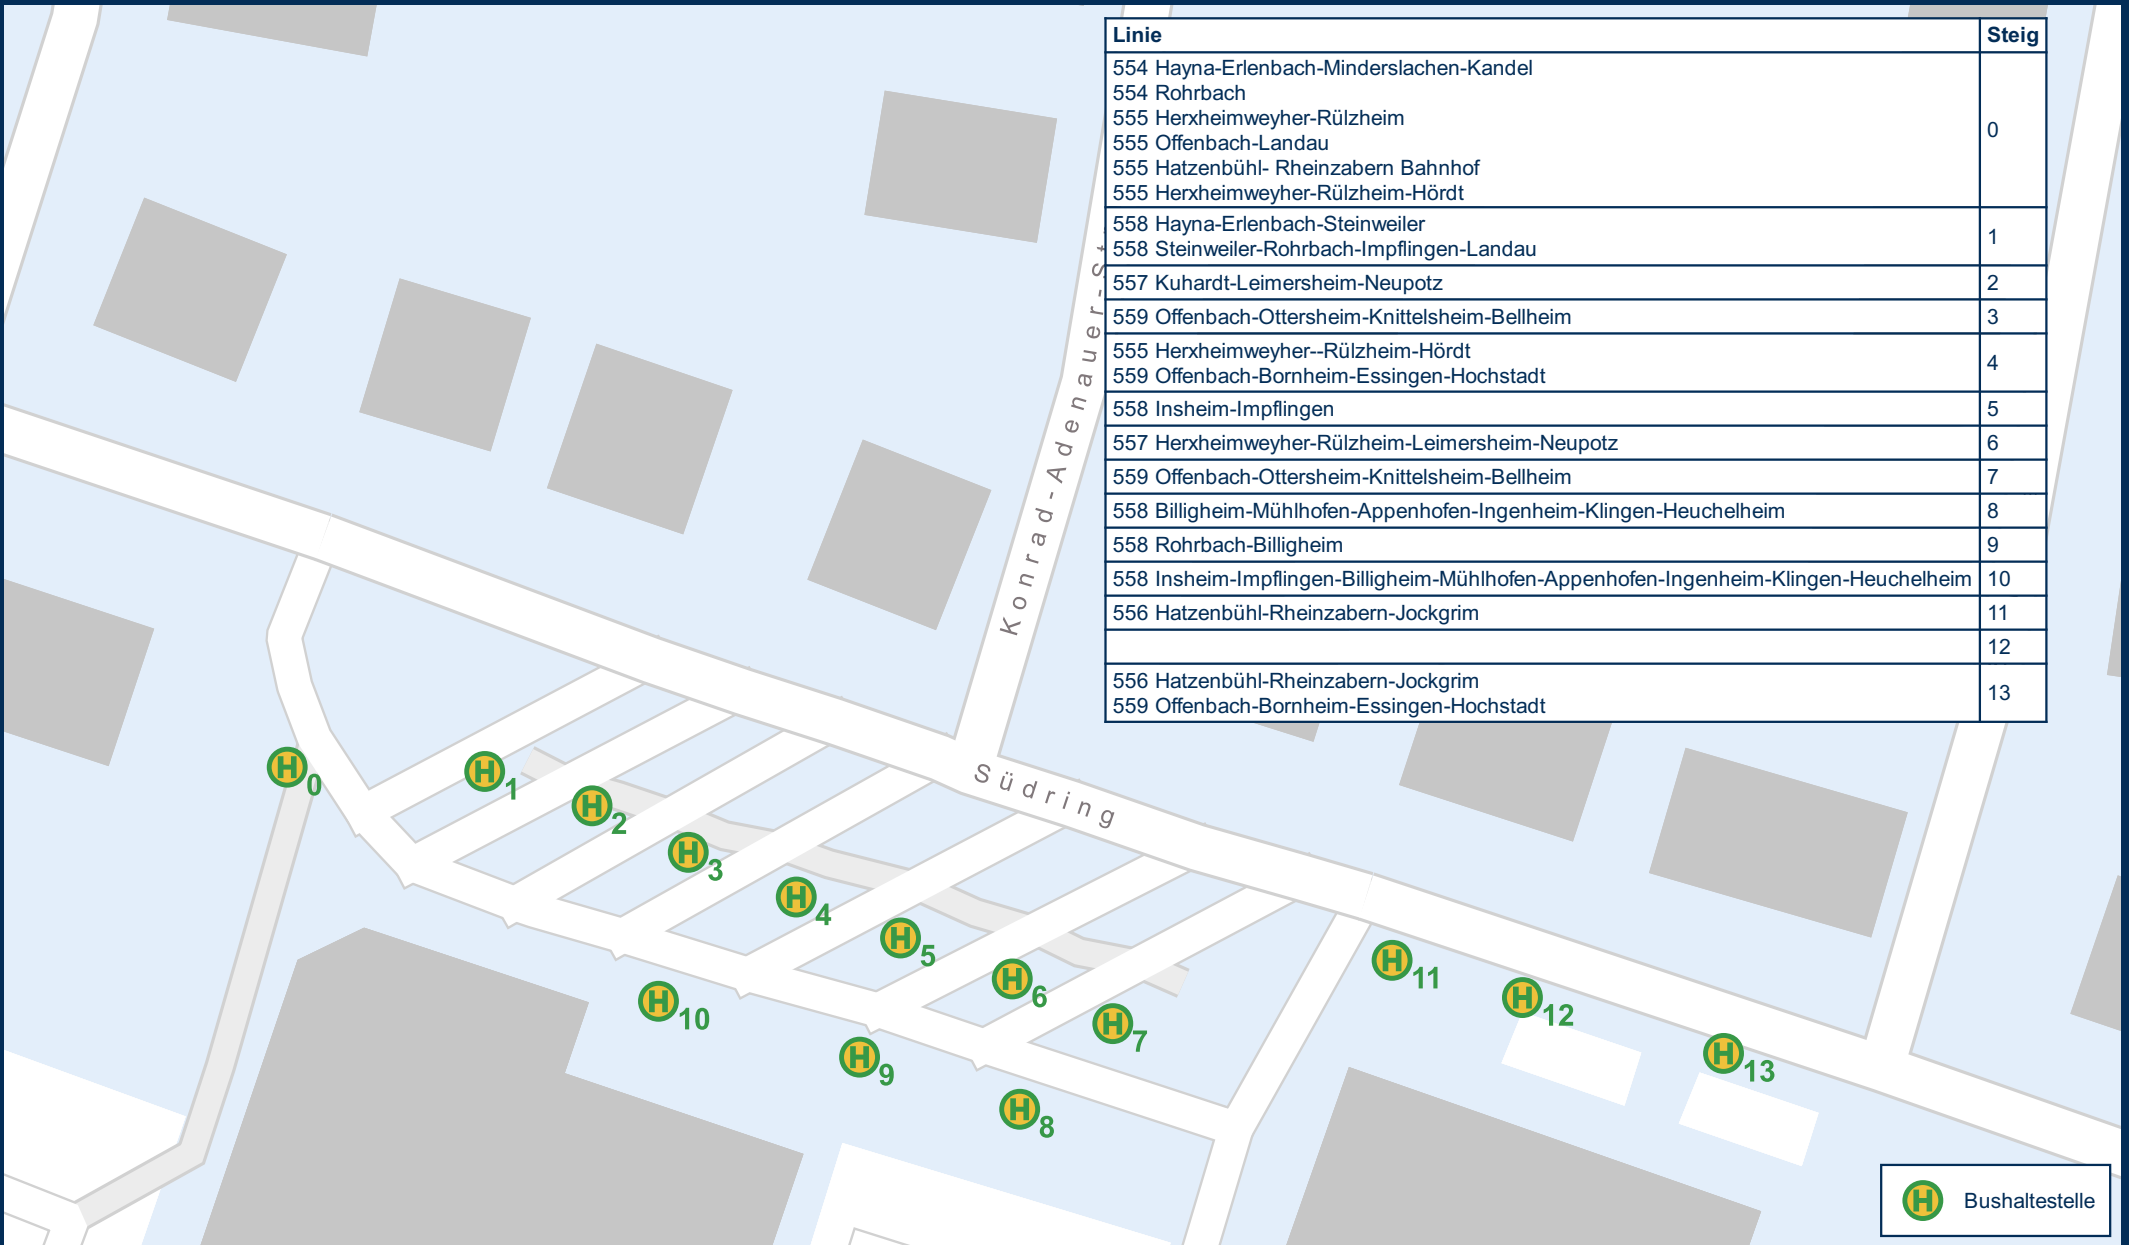 Linie Steig
554 Hayna-Erlenbach-Minderslachen-Kandel
554 Rohrbach
555 Herxheimweyher-Rülzheim
555 Offenbach-Landau
555 Hatzenbühl- Rheinzabern Bahnhof
555 Herxheimweyher-Rülzheim-Hördt
0
558 Hayna-Erlenbach-Steinweiler
558 Steinweiler-Rohrbach-Impflingen-Landau
1
557 Kuhardt-Leimersheim-Neupotz 2
559 Offenbach-Ottersheim-Knittelsheim-Bellheim 3
555 Herxheimweyher--Rülzheim-Hördt
559 Offenbach-Bornheim-Essingen-Hochstadt
4
558 Insheim-Impflingen 5
557 Herxheimweyher-Rülzheim-Leimersheim-Neupotz 6
559 Offenbach-Ottersheim-Knittelsheim-Bellheim 7
558 Billigheim-Mühlhofen-Appenhofen-Ingenheim-Klingen-Heuchelheim 8
558 Rohrbach-Billigheim 9
558 Insheim-Impflingen-Billigheim-Mühlhofen-Appenhofen-Ingenheim-Klingen-Heuchelheim 10
556 Hatzenbühl-Rheinzabern-Jockgrim 11
12
556 Hatzenbühl-Rheinzabern-Jockgrim
559 Offenbach-Bornheim-Essingen-Hochstadt
13
Konrad-Adenauer-St
Südring
H 0
H 1
H 2
H 3
H 4
H 5
H 6
H 7
H 8
H 9
H 10
H 11
H 12
H 13
H Bushaltestelle